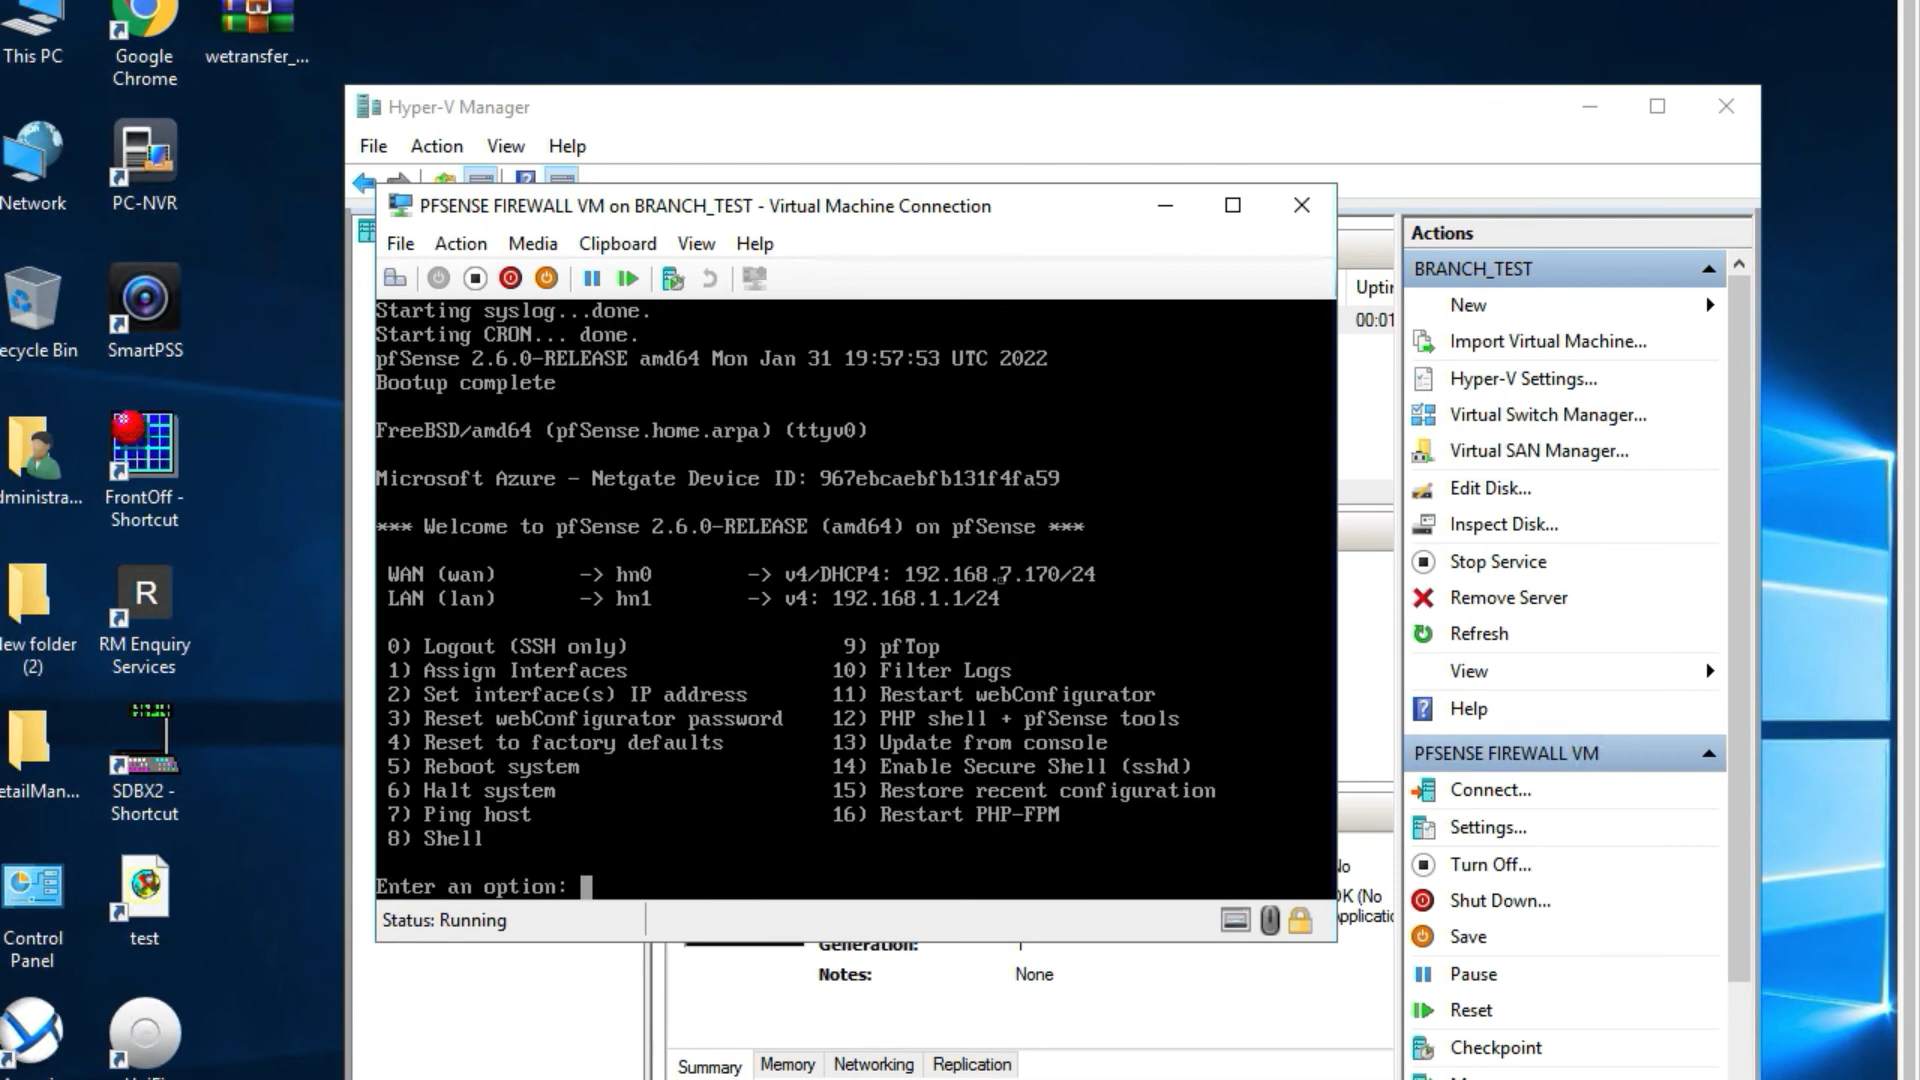 This PC
Google Chrome
wetransfer_...
Network
PC-NVR
ecycle Bin
SmartPSS
dministra...
FrontOff -
Shortcut
lew folder
(2)
RM Enquiry
Services
etailMan...
SDBX2 -
Shortcut
Control
Panel
test
Hyper-V Manager
File Action View Help
PFSENSE FIREWALL VM on BRANCH_TEST - Virtual Machine Connection
File Action Media Clipboard View Help
Starting syslog...done.
Starting CRON... done.
pfSense 2.6.0-RELEASE amd64 Mon Jan 31 19:57:53 UTC 2022
Bootup complete
FreeBSD/amd64 (pfSense.home.arpa) (ttyv0)
Microsoft Azure - Netgate Device ID: 967ebcaebfb131f4fa59
*** Welcome to pfSense 2.6.0-RELEASE (amd64) on pfSense ***
WAN (wan) -> hn0 -> v4/DHCP4: 192.168.7.170/24
LAN (lan) -> hn1 -> v4: 192.168.1.1/24
0) Logout (SSH only) 9) pfTop
1) Assign Interfaces 10) Filter Logs
2) Set interface(s) IP address 11) Restart webConfigurator
3) Reset webConfigurator password 12) PHP shell + pfSense tools
4) Reset to factory defaults 13) Update from console
5) Reboot system 14) Enable Secure Shell (sshd)
6) Halt system 15) Restore recent configuration
7) Ping host 16) Restart PHP-FPM
8) Shell
Enter an option:
Status: Running
Uptir
00:01
lo
OK (No
Applicatic
Generation: 1
Notes: None
Summary Memory Networking Replication
Actions
BRANCH_TEST
New
Import Virtual Machine...
Hyper-V Settings...
Virtual Switch Manager...
Virtual SAN Manager...
Edit Disk...
Inspect Disk...
Stop Service
Remove Server
Refresh
View
Help
PFSENSE FIREWALL VM
Connect...
Settings...
Turn Off...
Shut Down...
Save
Pause
Reset
Checkpoint